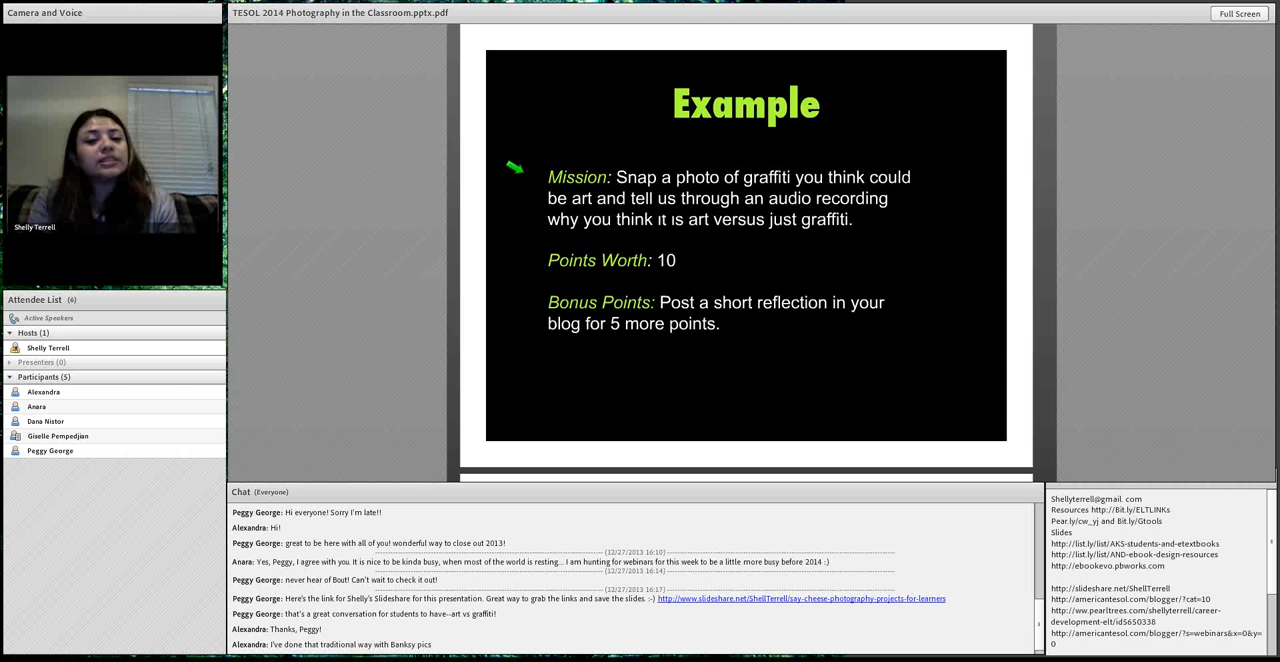 Camera and Voice
TESOL 2014 Photography in the Classroom.pptx.pdf
Full Screen
Shelly Terrell
Attendee List (6)
Active Speakers
Hosts (1)
Shelly Terrell
Presenters (0)
Participants (5)
Alexandra
Anara
Dana Nistor
Giselle Pempedjian
Peggy George
Example
Mission: Snap a photo of graffiti you think could
be art and tell us through an audio recording
why you think it is art versus just graffiti.
Points Worth: 10
Bonus Points: Post a short reflection in your
blog for 5 more points.
Chat (Everyone)
Peggy George: Hi everyone! Sorry I'm late!!
Alexandra: Hi!
Peggy George: great to be here with all of you! wonderful way to close out 2013!
(12/27/2013 16:10)
Anara: Yes, Peggy, I agree with you. It is nice to be kinda busy, when most of the world is resting... I am hunting for webinars for this week to be a little more busy before 2014 :)
(12/27/2013 16:14)
Peggy George: never hear of Bout! Can't wait to check it out!
(12/27/2013 16:17)
Peggy George: Here's the link for Shelly's Slideshare for this presentation. Great way to grab the links and save the slides. :-) http://www.slideshare.net/ShellTerrell/say-cheese-photography-projects-for-learners
Peggy George: that's a great conversation for students to have--art vs graffiti!
Alexandra: Thanks, Peggy!
Alexandra: I've done that traditional way with Banksy pics
Shellyterrell@gmail. com
Resources http://Bit.ly/ELTLINKs
Pear.ly/cw_yj and Bit.ly/Gtools
Slides
http://list.ly/list/AKS-students-and-etextbooks
http://list.ly/list/AND-ebook-design-resources
http://ebookevo.pbworks.com
http://slideshare.net/ShellTerrell
http://americantesol.com/blogger/?cat=10
http://ww.pearltrees.com/shellyterrell/career-
development-elt/id5650338
http://americantesol.com/blogger/?s=webinars&x=0&y=
0